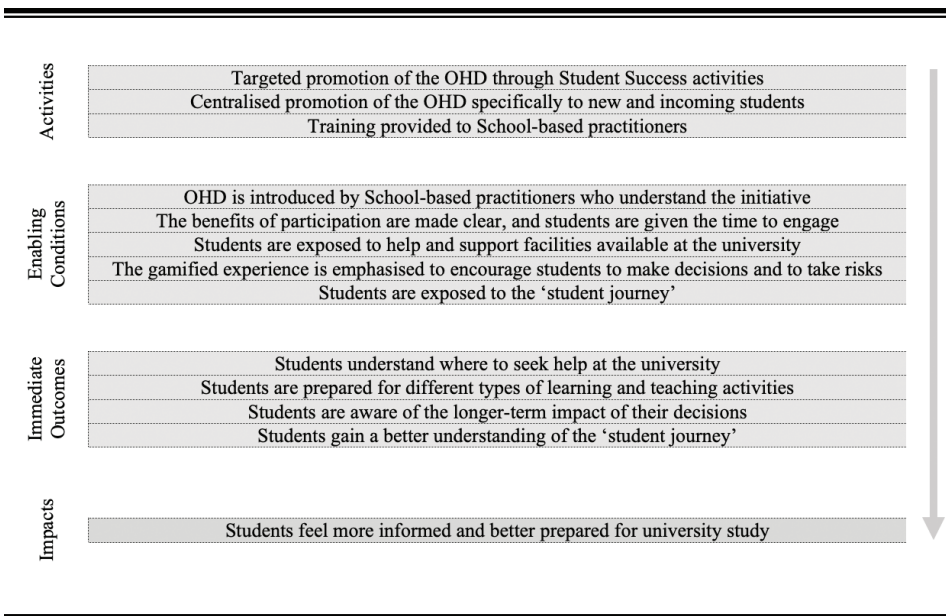 Activities
Targeted promotion of the OHD through Student Success activities
Centralised promotion of the OHD specifically to new and incoming students
Training provided to School-based practitioners
Enabling
Conditions
OHD is introduced by School-based practitioners who understand the initiative
The benefits of participation are made clear, and students are given the time to engage
Students are exposed to help and support facilities available at the university
The gamified experience is emphasised to encourage students to make decisions and to take risks
Students are exposed to the ‘student journey’
Immediate
Outcomes
Students understand where to seek help at the university
Students are prepared for different types of learning and teaching activities
Students are aware of the longer-term impact of their decisions
Students gain a better understanding of the ‘student journey’
Impacts
Students feel more informed and better prepared for university study